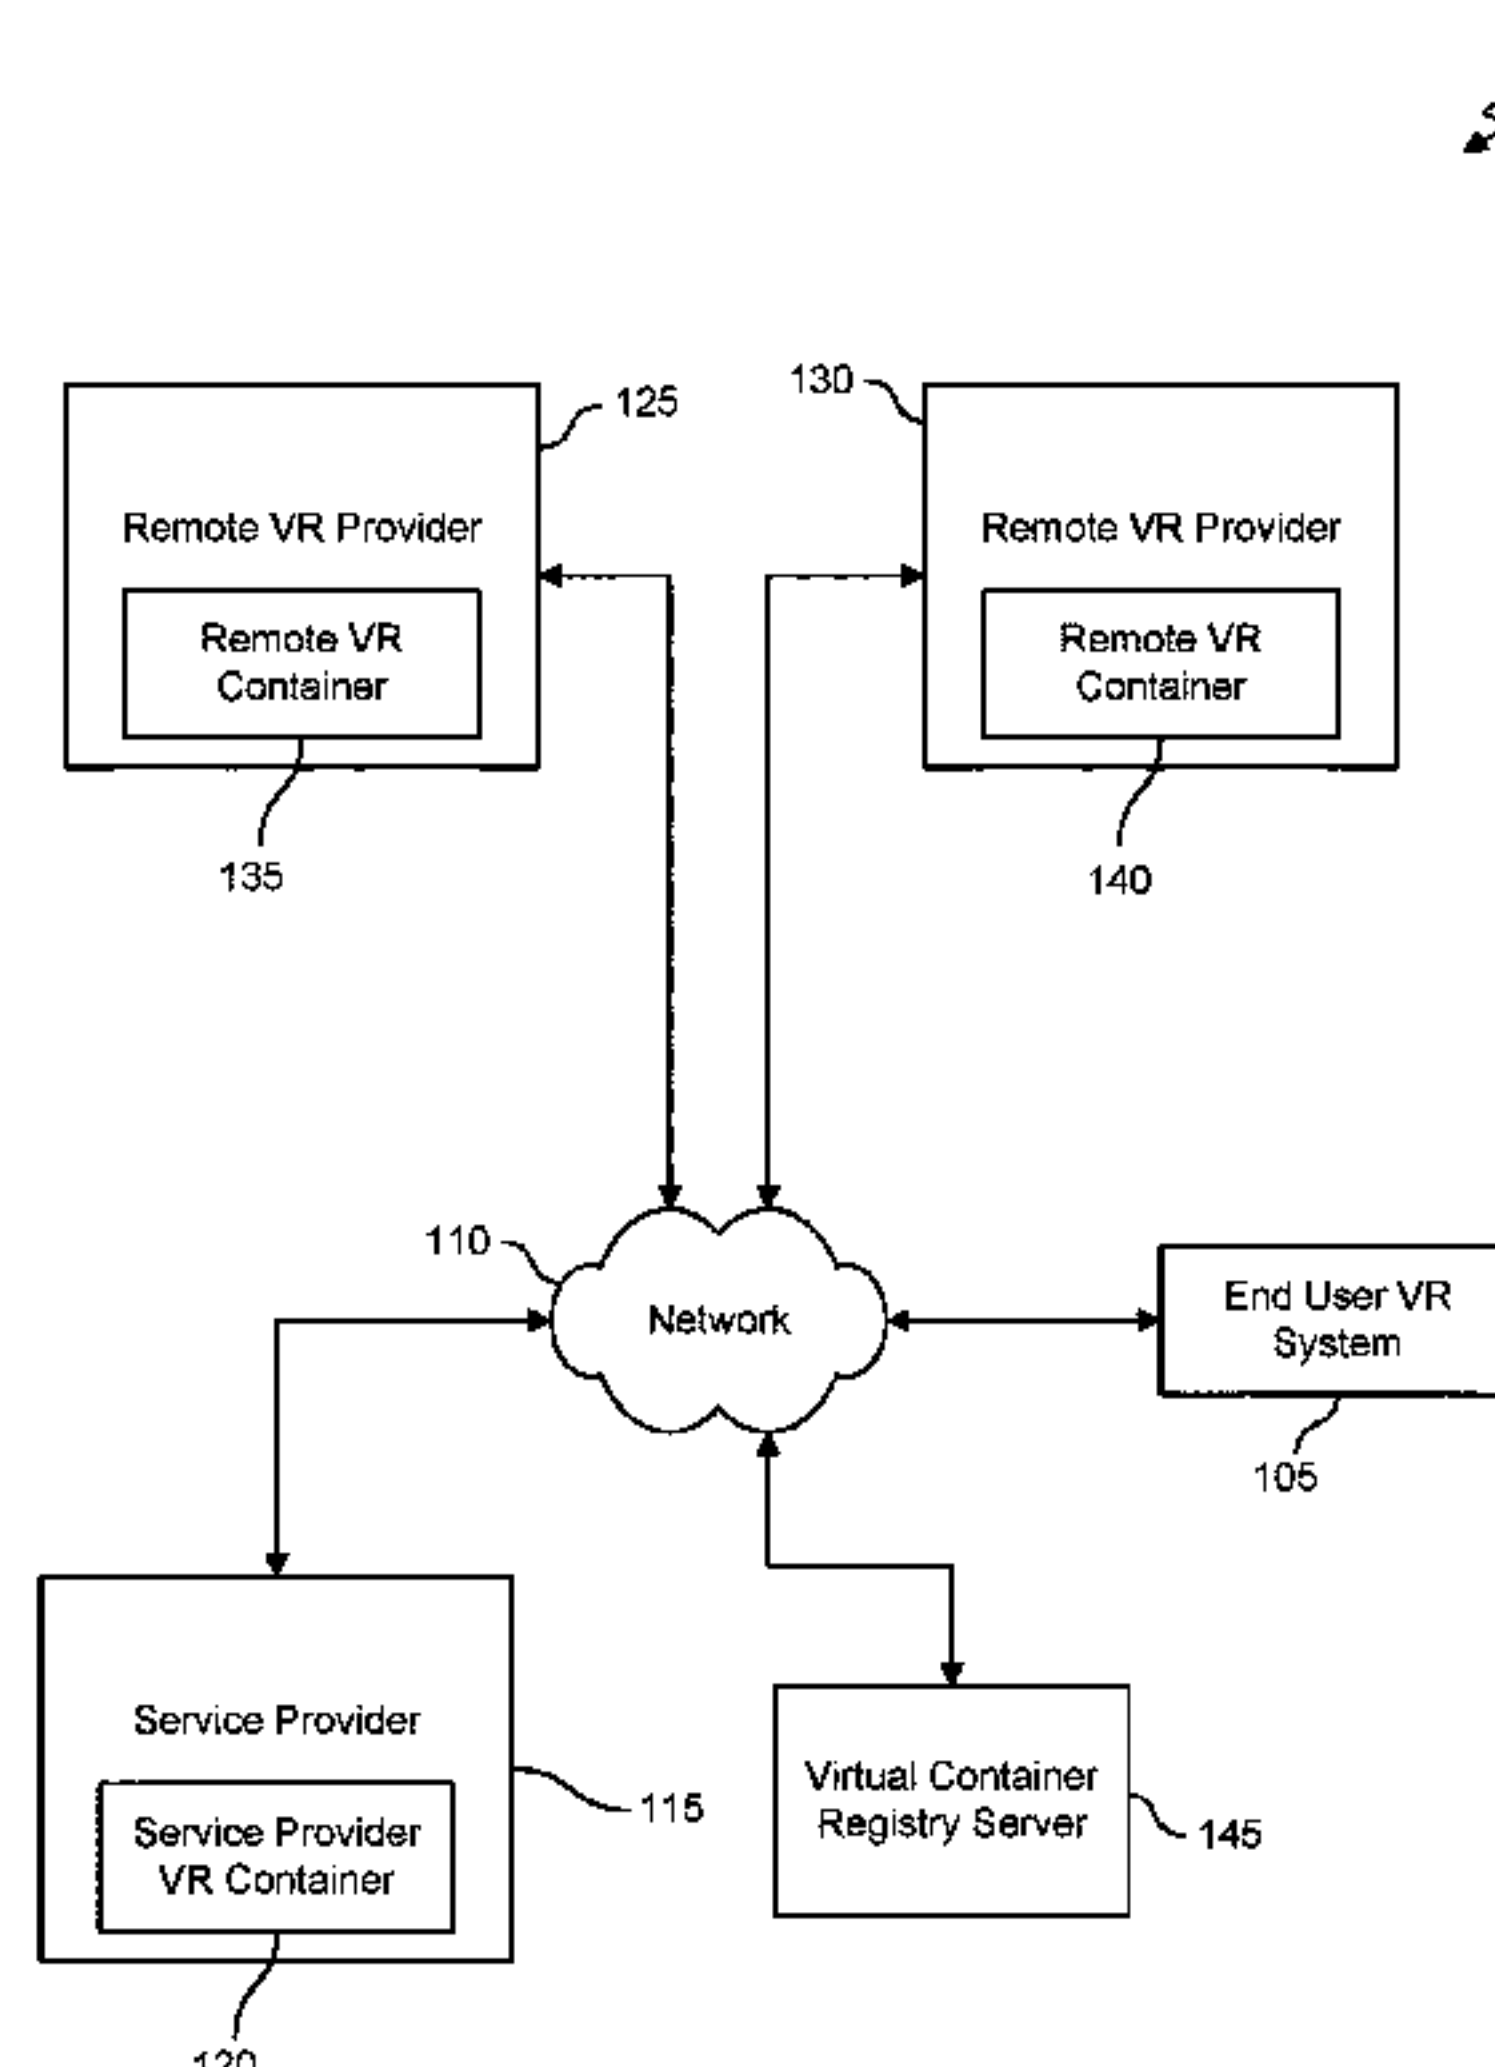 125
130
Remote VR Provider
Remote VR Provider
Remote VR
Container
Remote VR
Container
135
140
110
Network
End User VR
System
105
Service Provider
Service Provider
VR Container
115
Virtual Container
Registry Server
145
120